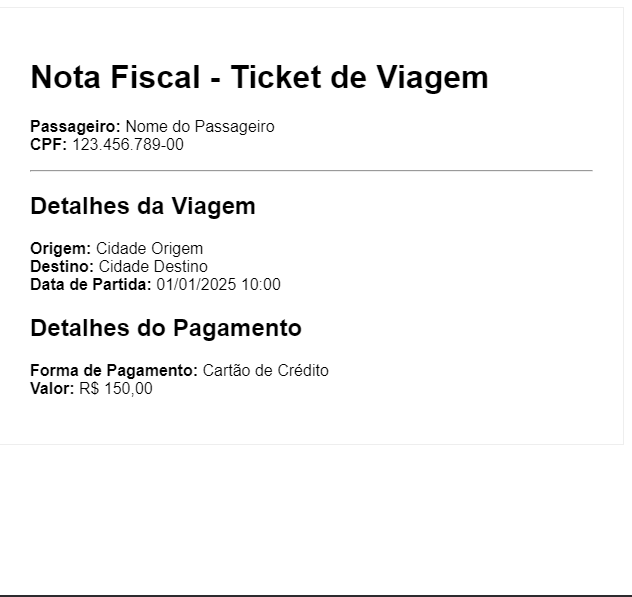 Nota Fiscal - Ticket de Viagem
Passageiro: Nome do Passageiro
CPF: 123.456.789-00
Detalhes da Viagem
Origem: Cidade Origem
Destino: Cidade Destino
Data de Partida: 01/01/2025 10:00
Detalhes do Pagamento
Forma de Pagamento: Cartão de Crédito
Valor: R$ 150,00